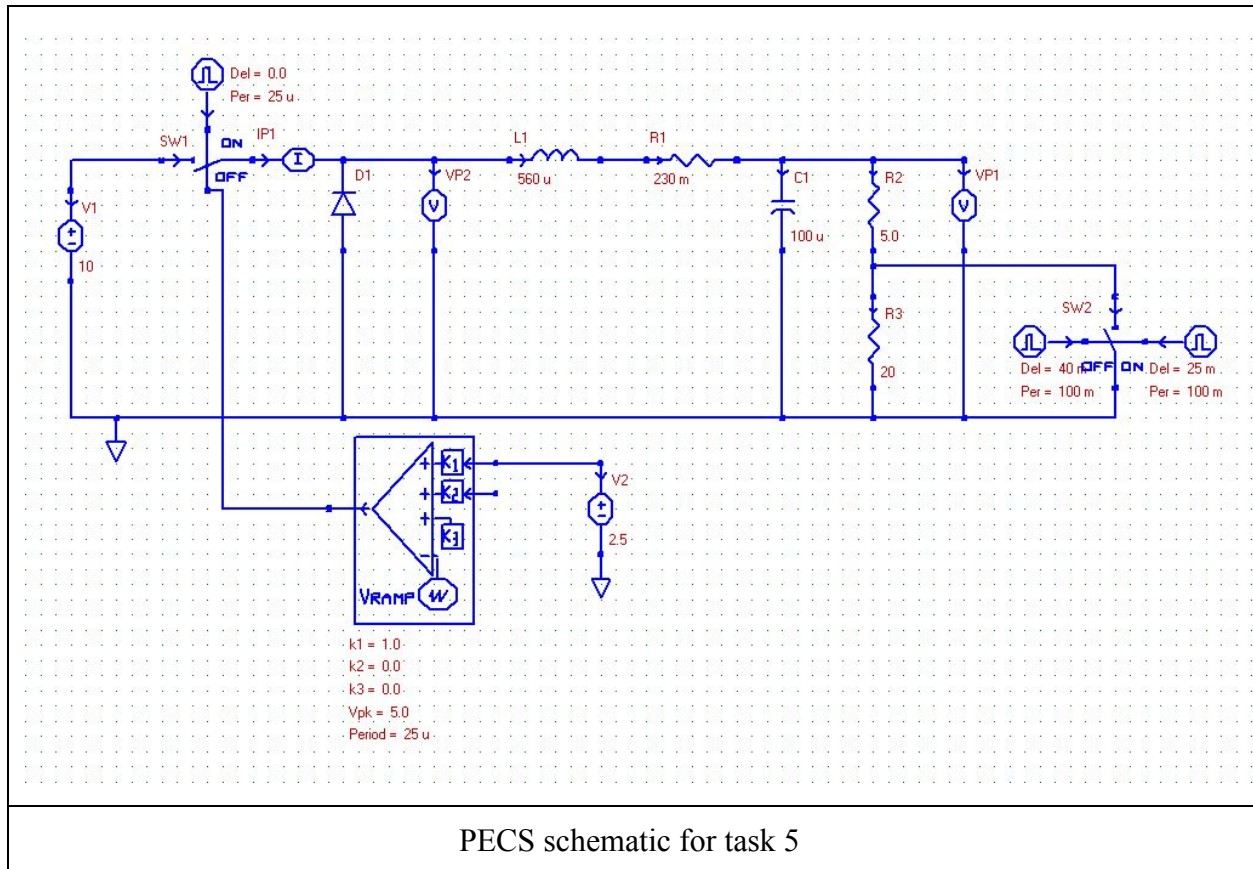 Del = 0.0
Per = 25 u
SW1
ON
OFF
IP1
I
V1
+
-
10
D1
VP2
V
L1
560 u
R1
230 m
C1
100 u
R2
5.0
VP1
V
R3
20
SW2
OFF ON
Del = 40 m
Per = 100 m
Del = 25 m
Per = 100 m
+ K1
+ K2
+ K3
-
VRAMP
V2
+
-
2.5
k1 = 1.0
k2 = 0.0
k3 = 0.0
Vpk = 5.0
Period = 25 u
PECS schematic for task 5